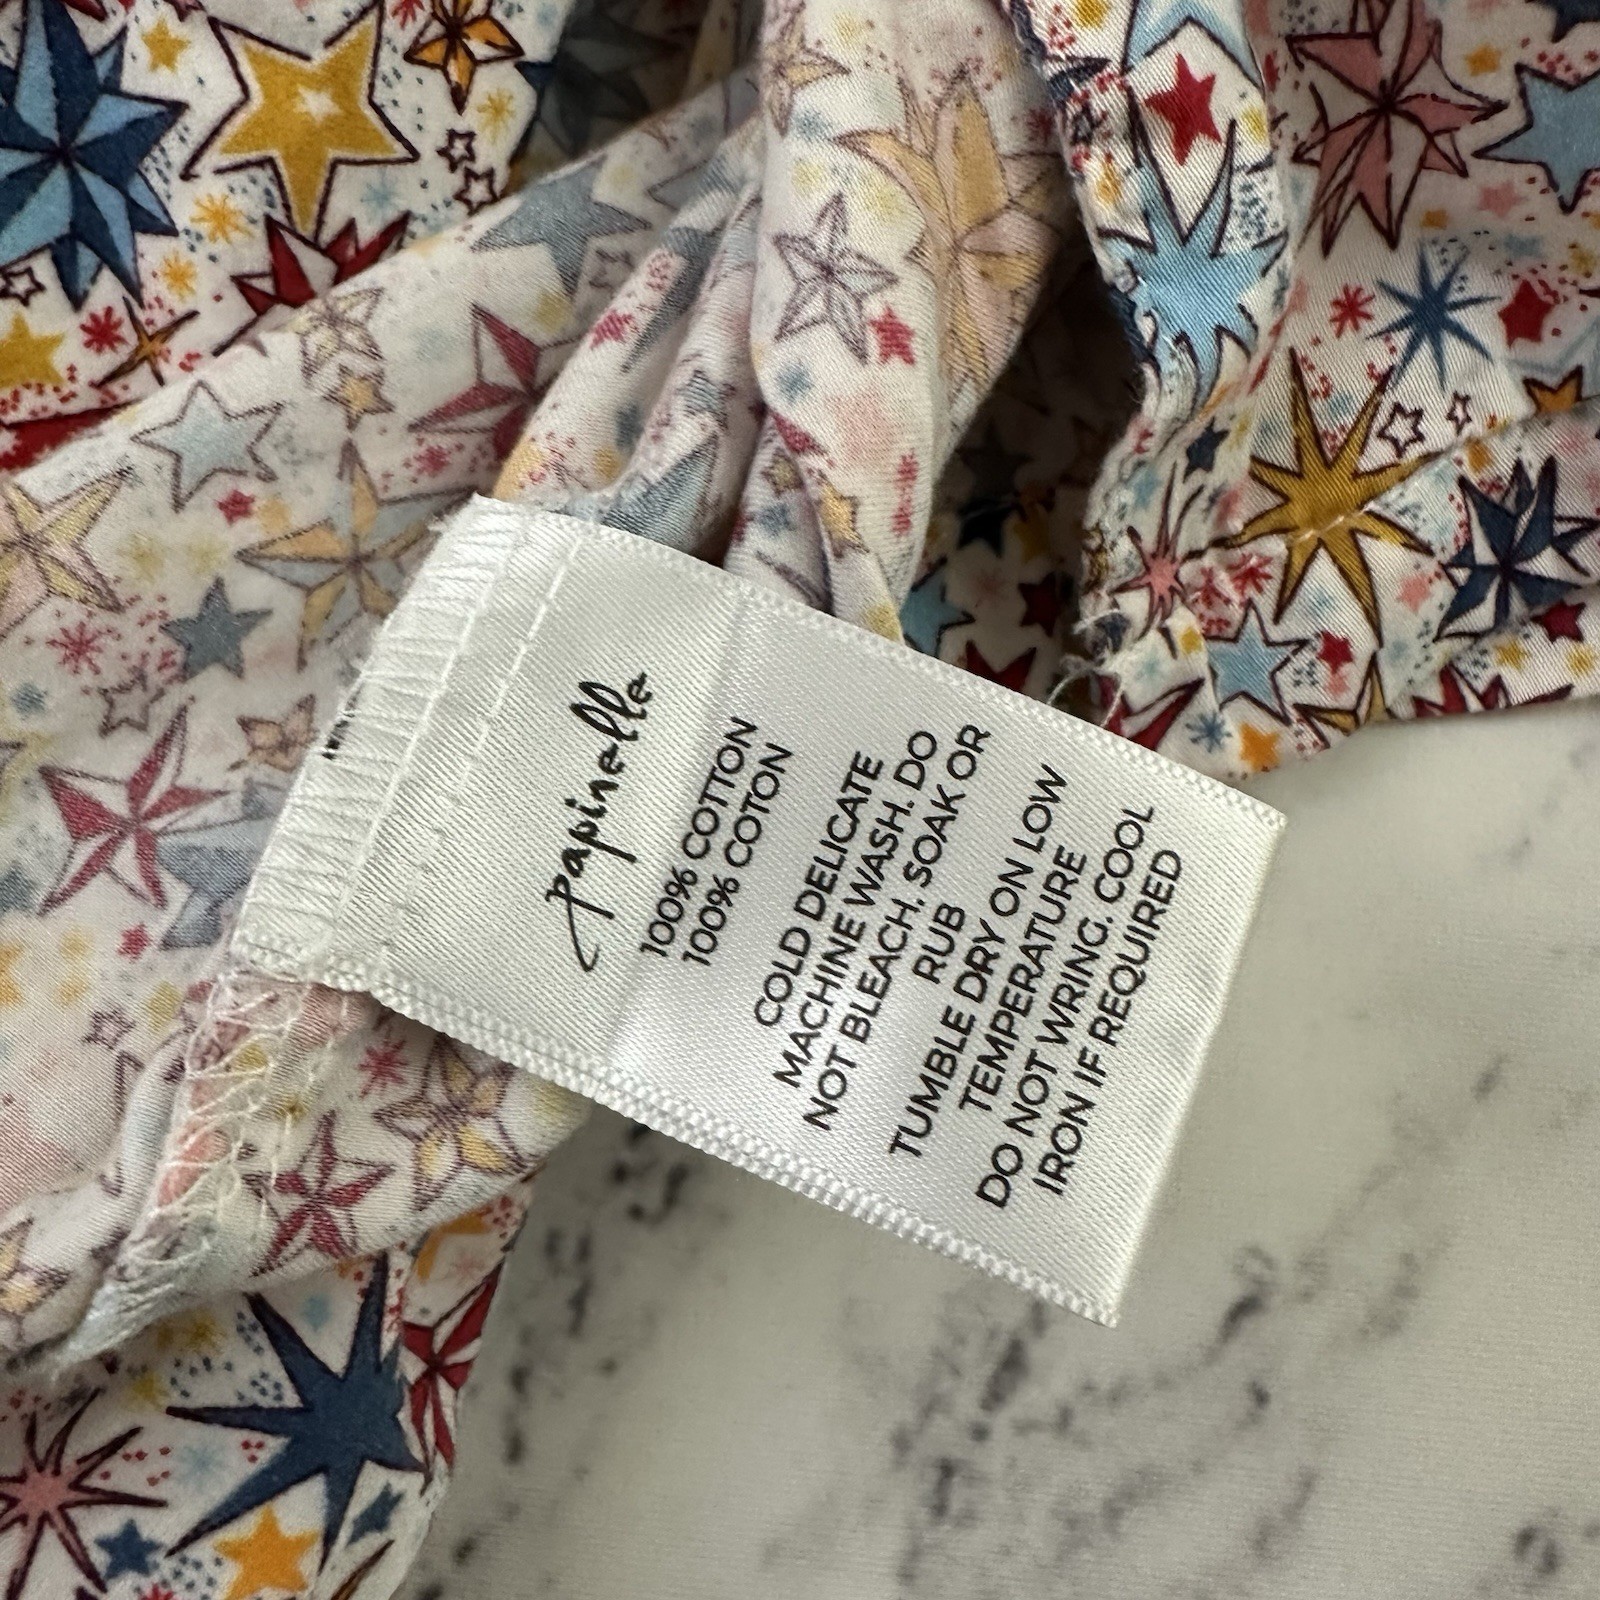 papinelle
100% COTTON
100% COTON
COLD DELICATE
MACHINE WASH. DO
NOT BLEACH. SOAK OR
RUB
TUMBLE DRY ON LOW
TEMPERATURE
DO NOT WRING. COOL
IRON IF REQUIRED